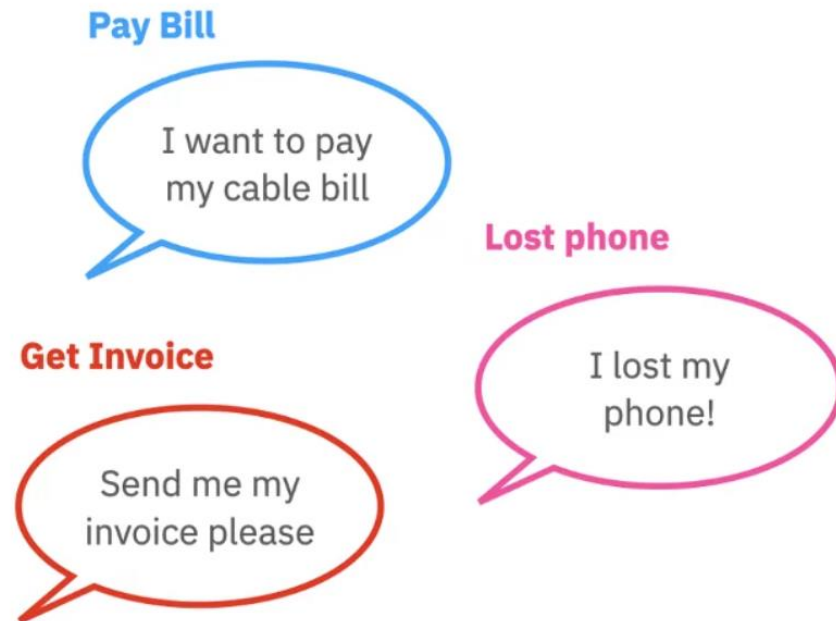 Pay Bill
I want to pay
my cable bill
Lost phone
I lost my
phone!
Get Invoice
Send me my
invoice please